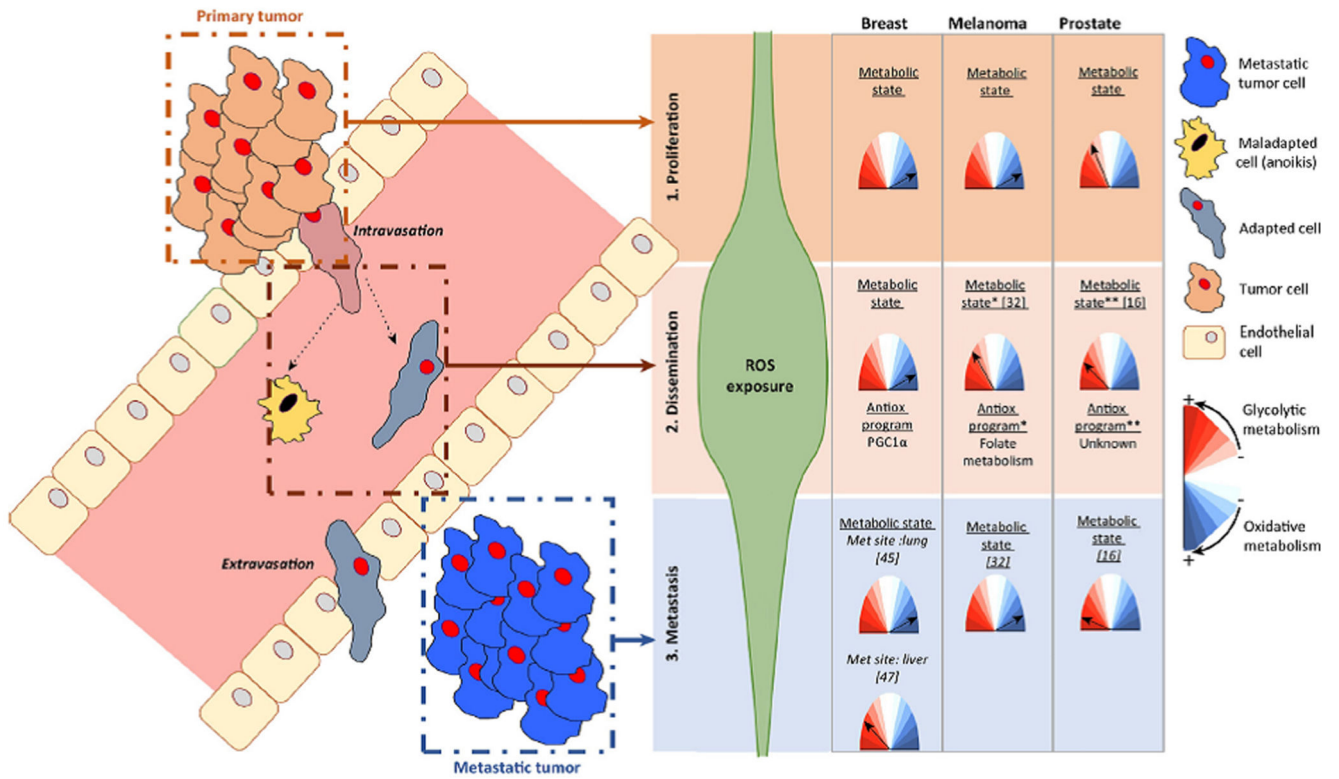 Primary tumor
Intravasation
Extravasation
Metastatic tumor
Breast
Melanoma
Prostate
1. Proliferation
Metabolic
state
Metabolic
state
Metabolic
state
2. Dissemination
ROS
exposure
Metabolic
state
Antiox
program
PGC1α
Metabolic
state* [32]
Antiox
program*
Folate
metabolism
Metabolic
state** [16]
Antiox
program**
Unknown
3. Metastasis
Metabolic state
Met site :lung
[45]
Met site: liver
[47]
Metabolic
state
[32]
Metabolic
state
[16]
Metastatic
tumor cell
Maladapted
cell (anoikis)
Adapted cell
Tumor cell
Endothelial
cell
+
Glycolytic
metabolism
-
-
Oxidative
metabolism
+